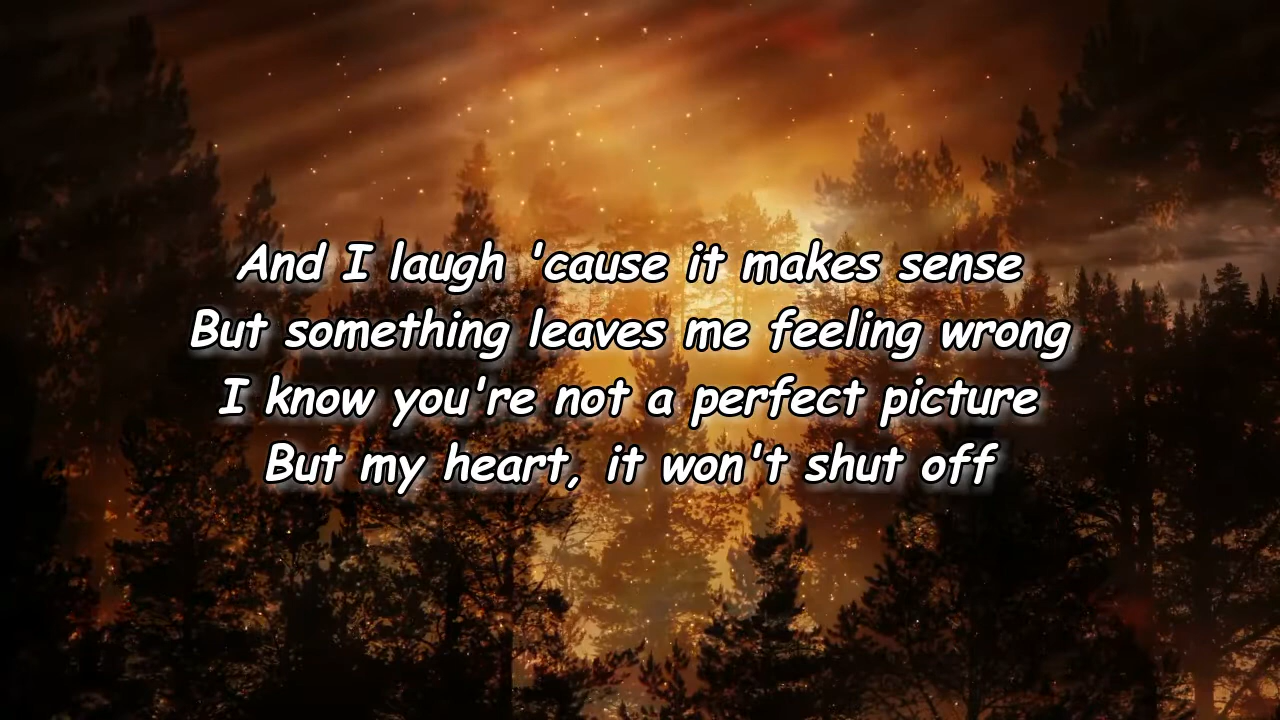 And I laugh 'cause it makes sense
But something leaves me feeling wrong
I know you're not a perfect picture
But my heart, it won't shut off